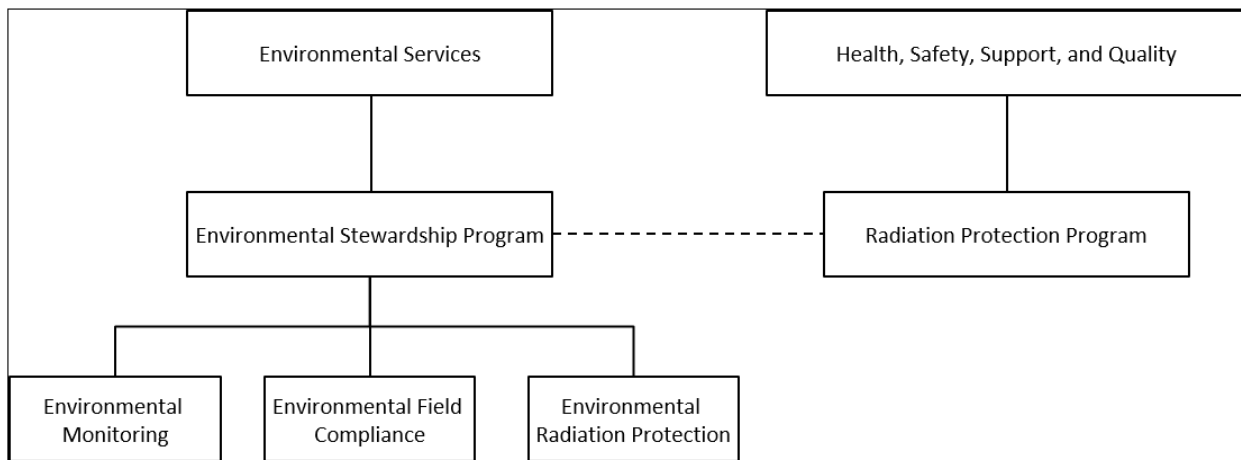 Environmental Services
Health, Safety, Support, and Quality
Environmental Stewardship Program
Radiation Protection Program
Environmental
Monitoring
Environmental Field
Compliance
Environmental
Radiation Protection